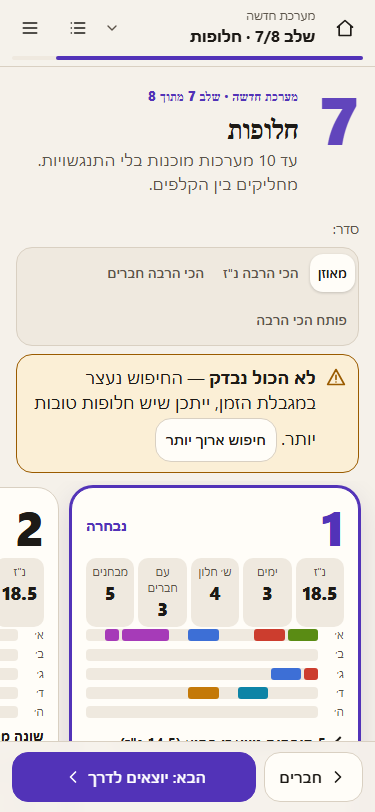 מערכת חדשה
שלב 7/8 · חלופות
7
מערכת חדשה · שלב 7 מתוך 8
חלופות
עד 10 מערכות מוכנות בלי התנגשויות.
מחליקים בין הקלפים.
סדר:
מאוזן
הכי הרבה נ"ז
הכי הרבה חברים
פותח הכי הרבה
לא הכול נבדק — החיפוש נעצר
במגבלת הזמן, ייתכן שיש חלופות טובות
יותר.
חיפוש ארוך יותר
1
נבחרה
נ"ז
18.5
ימים
3
ש׳ חלון
4
עם
חברים
3
מבחנים
5
א׳
ב׳
ג׳
ד׳
ה׳
2
נ"ז
18.5
א׳
ב׳
ג׳
ד׳
ה׳
שונה
חברים
הבא: יוצאים לדרך